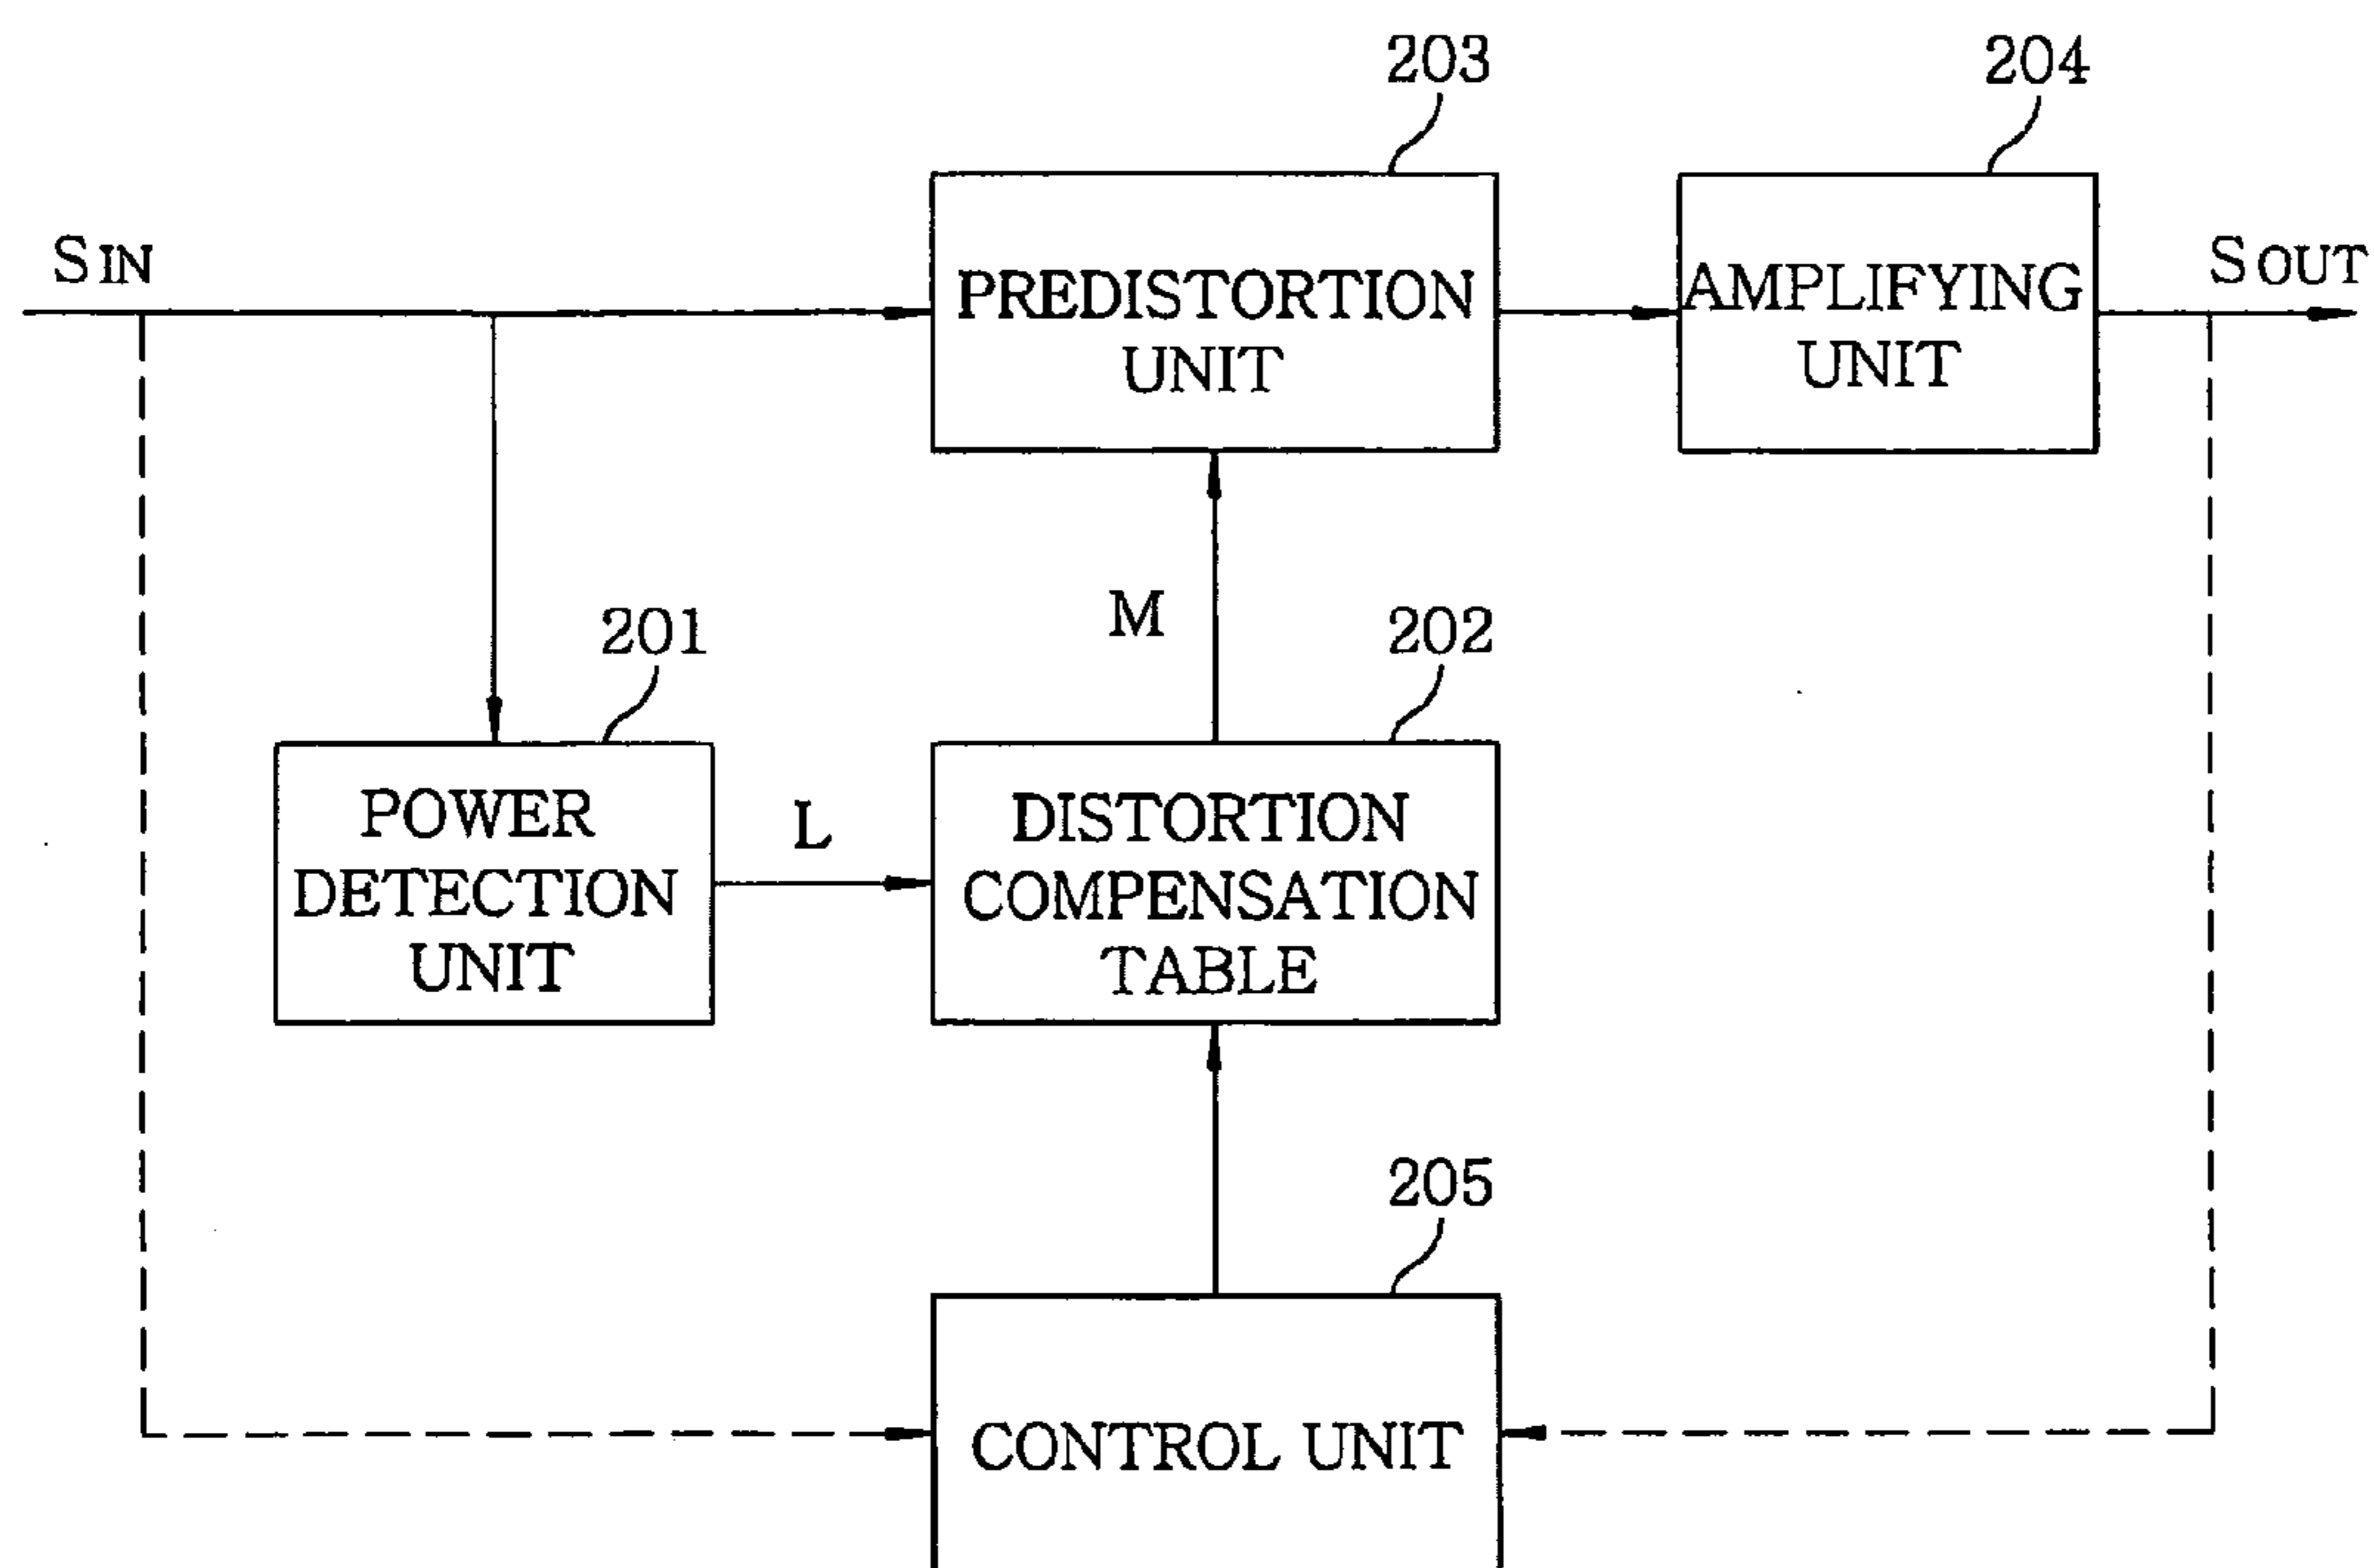 203
204
SIN
SOUT
PREDISTORTION
UNIT
AMPLIFYING
UNIT
M
201
202
POWER
DETECTION
UNIT
L
DISTORTION
COMPENSATION
TABLE
205
CONTROL UNIT